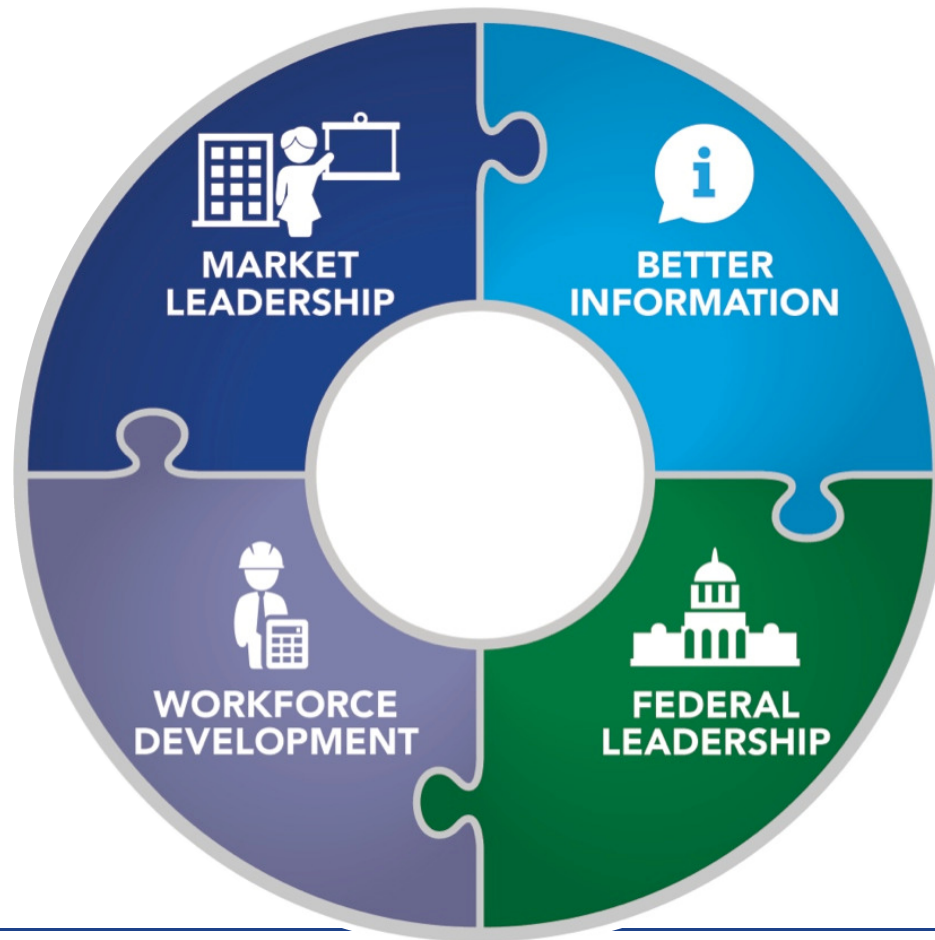 MARKET
LEADERSHIP
i
BETTER
INFORMATION
WORKFORCE
DEVELOPMENT
FEDERAL
LEADERSHIP